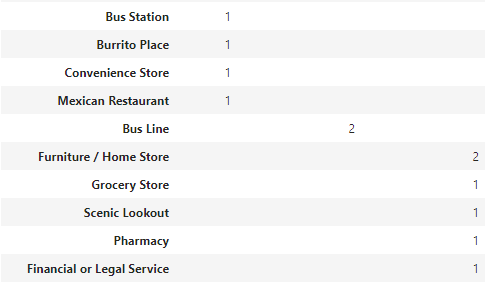 Bus Station 1
Burrito Place 1
Convenience Store 1
Mexican Restaurant 1
Bus Line 2
Furniture / Home Store 2
Grocery Store 1
Scenic Lookout 1
Pharmacy 1
Financial or Legal Service 1